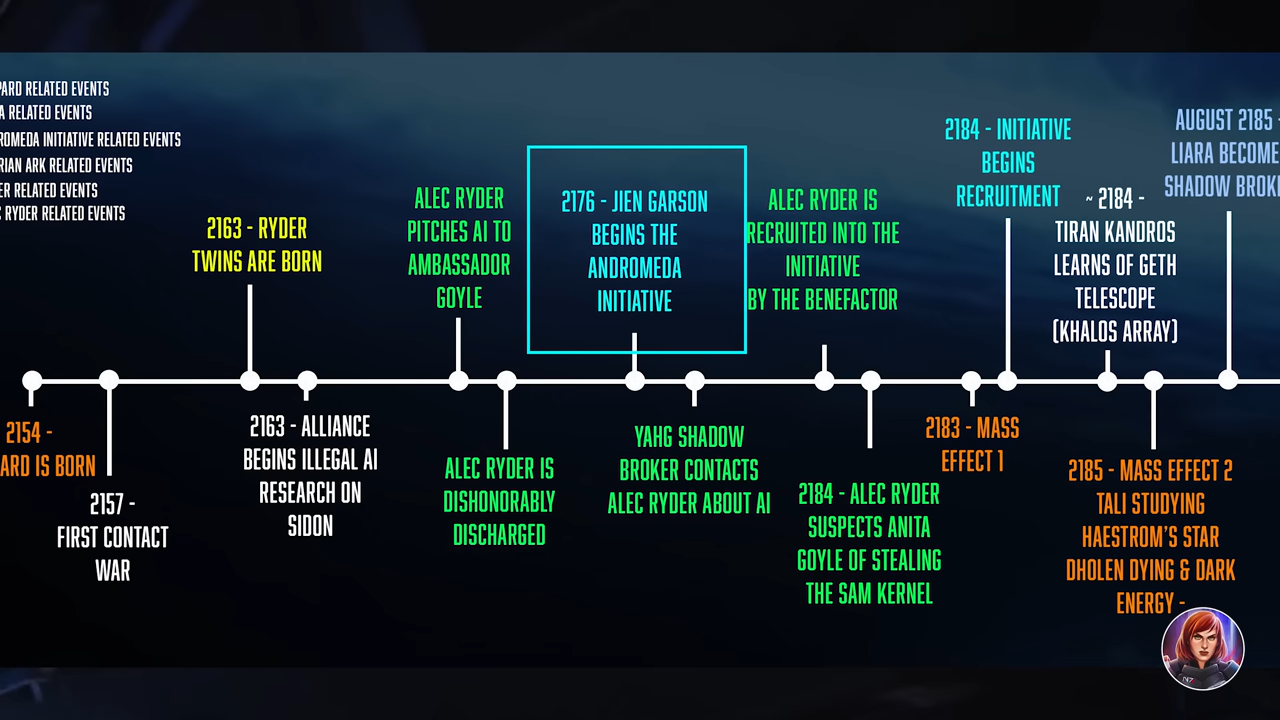 PARD RELATED EVENTS
A RELATED EVENTS
ROMEDA INITIATIVE RELATED EVENTS
RIAN ARK RELATED EVENTS
ER RELATED EVENTS
C RYDER RELATED EVENTS
2154 -
ARD IS BORN
2157 -
FIRST CONTACT
WAR
2163 - RYDER
TWINS ARE BORN
2163 - ALLIANCE
BEGINS ILLEGAL AI
RESEARCH ON
SIDON
ALEC RYDER
PITCHES AI TO
AMBASSADOR
GOYLE
ALEC RYDER IS
DISHONORABLY
DISCHARGED
2176 - JIEN GARSON
BEGINS THE
ANDROMEDA
INITIATIVE
YAHG SHADOW
BROKER CONTACTS
ALEC RYDER ABOUT AI
ALEC RYDER IS
RECRUITED INTO THE
INITIATIVE
BY THE BENEFACTOR
2184 - ALEC RYDER
SUSPECTS ANITA
GOYLE OF STEALING
THE SAM KERNEL
2183 - MASS
EFFECT 1
2184 - INITIATIVE
BEGINS
RECRUITMENT
~ 2184 -
TIRAN KANDROS
LEARNS OF GETH
TELESCOPE
(KHALOS ARRAY)
2185 - MASS EFFECT 2
TALI STUDYING
HAESTROM'S STAR
DHOLEN DYING & DARK
ENERGY -
AUGUST 2185 -
LIARA BECOME
SHADOW BROK
N7